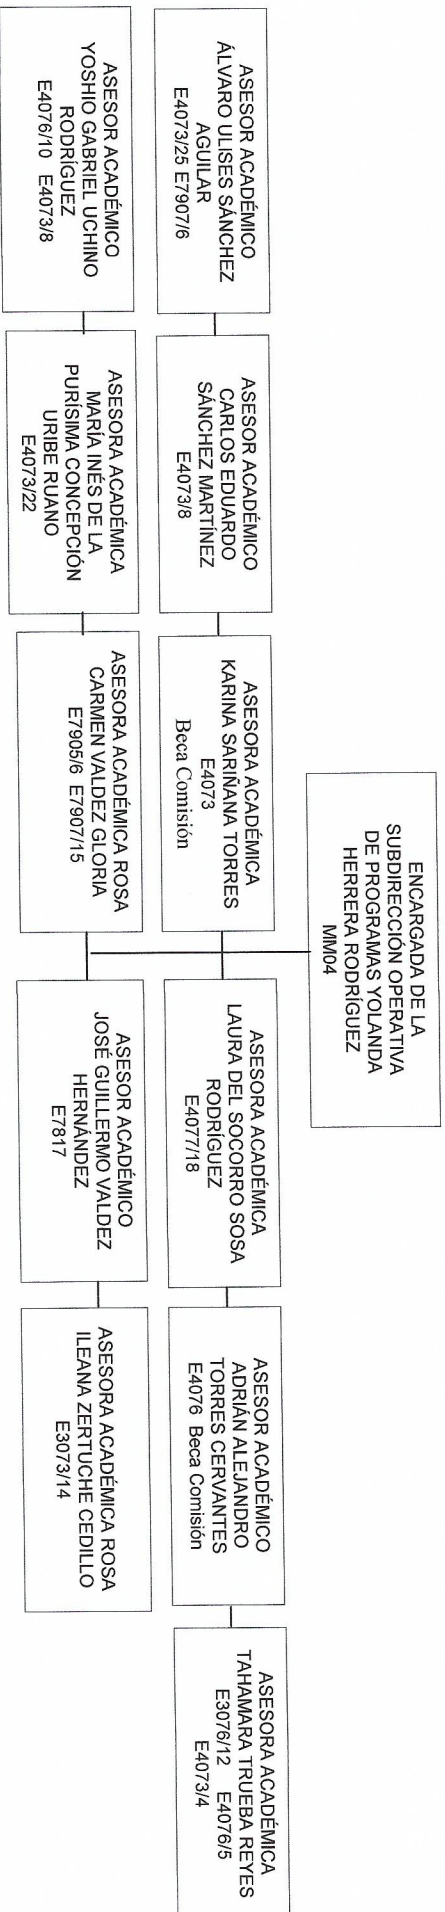 ENCARGADA DE LA
SUBDIRECCIÓN OPERATIVA
DE PROGRAMAS YOLANDA
HERRERA RODRÍGUEZ
MM04
ASESOR ACADÉMICO
ÁLVARO ULISES SÁNCHEZ
AGUILAR
E4073/25 E7907/6
ASESOR ACADÉMICO
CARLOS EDUARDO
SÁNCHEZ MARTÍNEZ
E4073/8
ASESORA ACADÉMICA
KARINA SARIÑANA TORRES
E4073
Beca Comisión
ASESORA ACADÉMICA
LAURA DEL SOCORRO SOSA
RODRÍGUEZ
E4077/18
ASESOR ACADÉMICO
ADRIÁN ALEJANDRO
TORRES CERVANTES
E4076 Beca Comisión
ASESORA ACADÉMICA
TAHAMARA TRUEBA REYES
E3076/12 E4076/5
E4073/4
ASESOR ACADÉMICO
YOSHIO GABRIEL UCHINO
RODRÍGUEZ
E4076/10 E4073/8
ASESORA ACADÉMICA
MARÍA INÉS DE LA
PURÍSIMA CONCEPCIÓN
URIBE RUANO
E4073/22
ASESORA ACADÉMICA ROSA
CARMEN VALDEZ GLORIA
E7905/6 E7907/15
ASESOR ACADÉMICO
JOSÉ GUILLERMO VALDEZ
HERNÁNDEZ
E7817
ASESORA ACADÉMICA ROSA
ILEANA ZERTUCHE CEDILLO
E3073/14